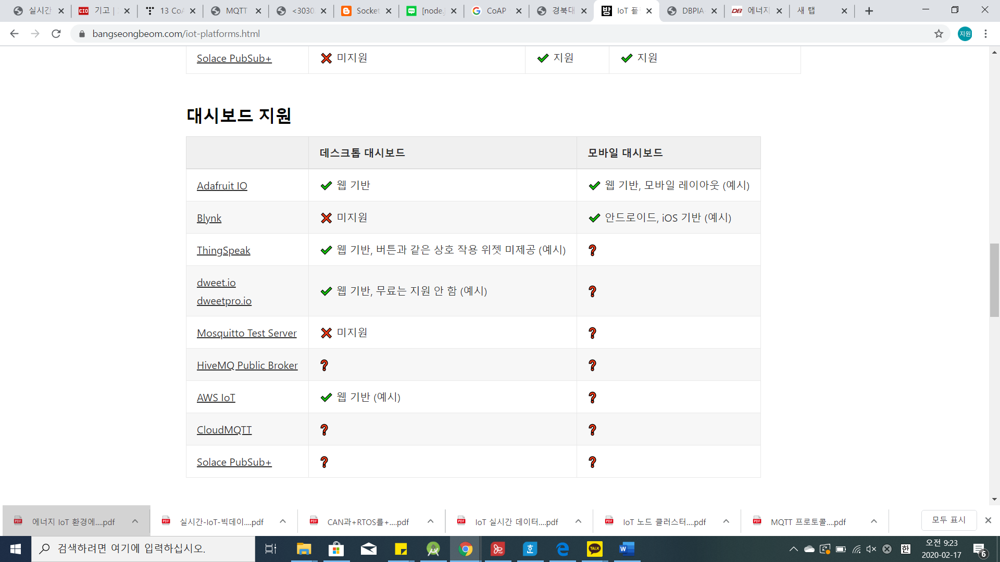 실시간
CIO 기고 |
13 CoA
MQTT
<3030
Socket
[node.j
CoAP
경북대
방 IoT 플
DBPIA
DB 에너지
새 탭
bangseongbeom.com/iot-platforms.html
지원
Solace PubSub+ 미지원 지원 지원
대시보드 지원
데스크톱 대시보드 모바일 대시보드
Adafruit IO 웹 기반 웹 기반, 모바일 레이아웃 (예시)
Blynk 미지원 안드로이드, iOS 기반 (예시)
ThingSpeak 웹 기반, 버튼과 같은 상호 작용 위젯 미제공 (예시) ?
dweet.io
dweetpro.io 웹 기반, 무료는 지원 안 함 (예시) ?
Mosquitto Test Server 미지원 ?
HiveMQ Public Broker ? ?
AWS IoT 웹 기반 (예시) ?
CloudMQTT ? ?
Solace PubSub+ ? ?
에너지 IoT 환경에....pdf
실시간-IoT-빅데이....pdf
CAN과+RTOS를+....pdf
IoT 실시간 데이터....pdf
IoT 노드 클러스터....pdf
MQTT 프로토콜....pdf
모두 표시
검색하려면 여기에 입력하십시오.
TALK
한
오전 9:23
2020-02-17
6